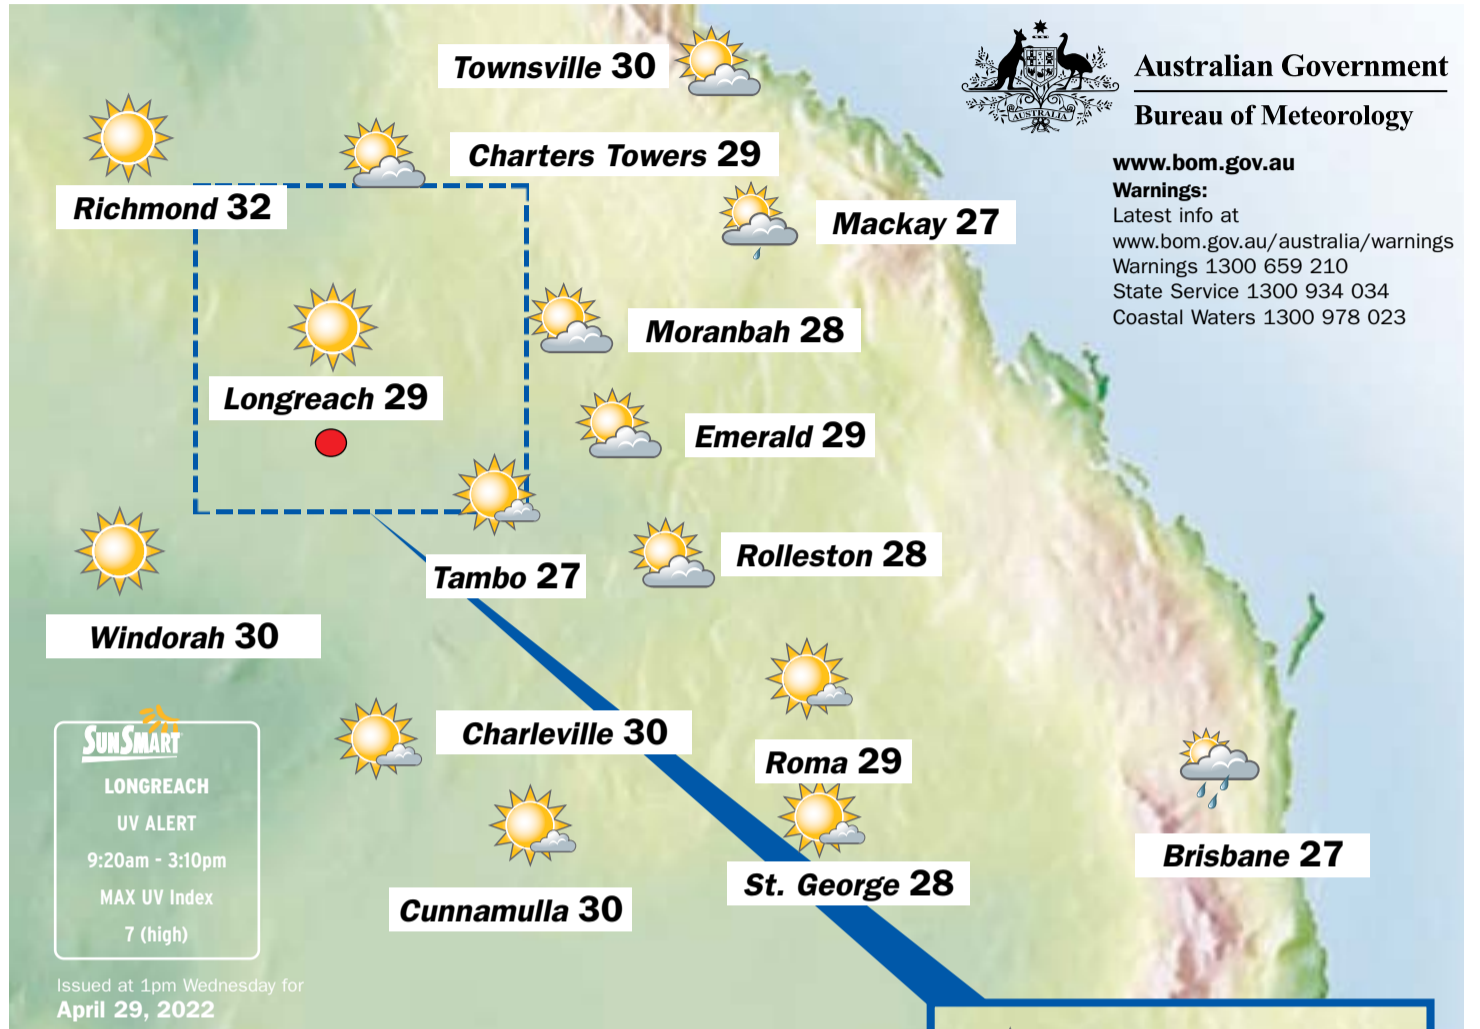 Townsville 30
Australian Government
Bureau of Meteorology
AUSTRALIA
Charters Towers 29
www.bom.gov.au
Warnings:
Latest info at
www.bom.gov.au/australia/warnings
Warnings 1300 659 210
State Service 1300 934 034
Coastal Waters 1300 978 023
Richmond 32
Mackay 27
Moranbah 28
Longreach 29
Emerald 29
Rolleston 28
Tambo 27
Windorah 30
Charleville 30
Roma 29
Brisbane 27
St. George 28
Cunnamulla 30
SUNSMART
LONGREACH
UV ALERT
9:20am - 3:10pm
MAX UV Index
7 (high)
Issued at 1pm Wednesday for
April 29, 2022